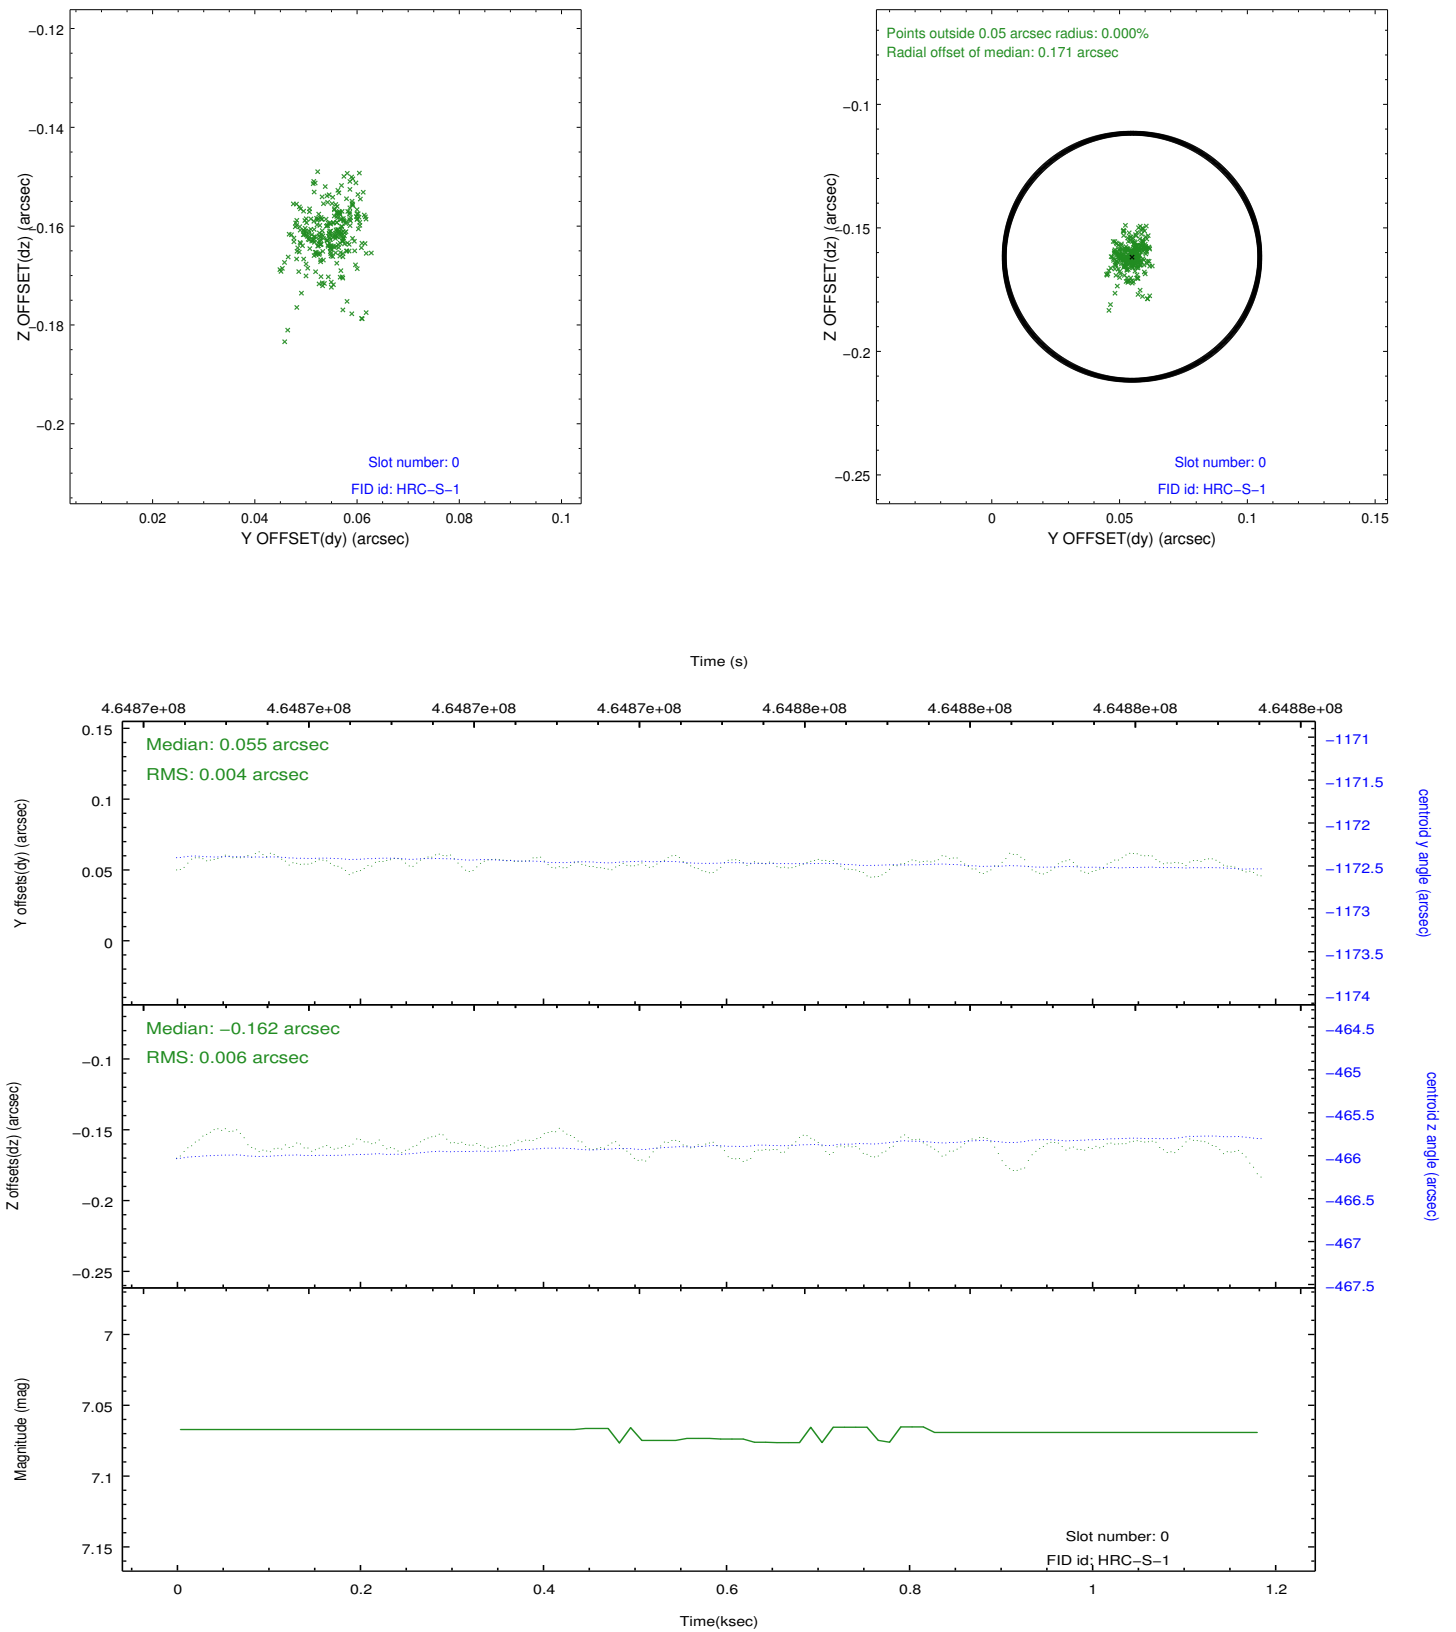 −0.12
−0.14
−0.16
−0.18
−0.2
Z OFFSET(dz) (arcsec)
Slot number: 0
FID id: HRC−S−1
0.02 0.04 0.06 0.08 0.1
Y OFFSET(dy) (arcsec)
Points outside 0.05 arcsec radius: 0.000%
Radial offset of median: 0.171 arcsec
−0.1
−0.15
−0.2
−0.25
Z OFFSET(dz) (arcsec)
Slot number: 0
FID id: HRC−S−1
0 0.05 0.1 0.15
Y OFFSET(dy) (arcsec)
Time (s)
4.6487e+08 4.6487e+08 4.6487e+08 4.6487e+08 4.6488e+08 4.6488e+08 4.6488e+08 4.6488e+08
Median: 0.055 arcsec
RMS: 0.004 arcsec
0.15
0.1
0.05
0
Y offsets(dy) (arcsec)
−1171
−1171.5
−1172
−1172.5
−1173
−1173.5
−1174
centroid y angle (arcsec)
Median: −0.162 arcsec
RMS: 0.006 arcsec
−0.1
−0.15
−0.2
−0.25
Z offsets(dz) (arcsec)
−464.5
−465
−465.5
−466
−466.5
−467
−467.5
centroid z angle (arcsec)
7
7.05
7.1
7.15
Magnitude (mag)
Slot number: 0
FID id: HRC−S−1
0 0.2 0.4 0.6 0.8 1 1.2
Time(ksec)